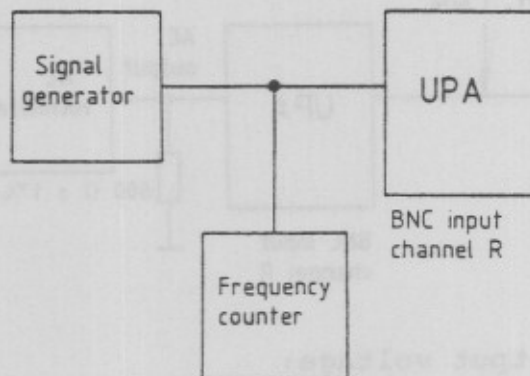 Signal
generator
UPA
BNC input
channel R
Frequency
counter